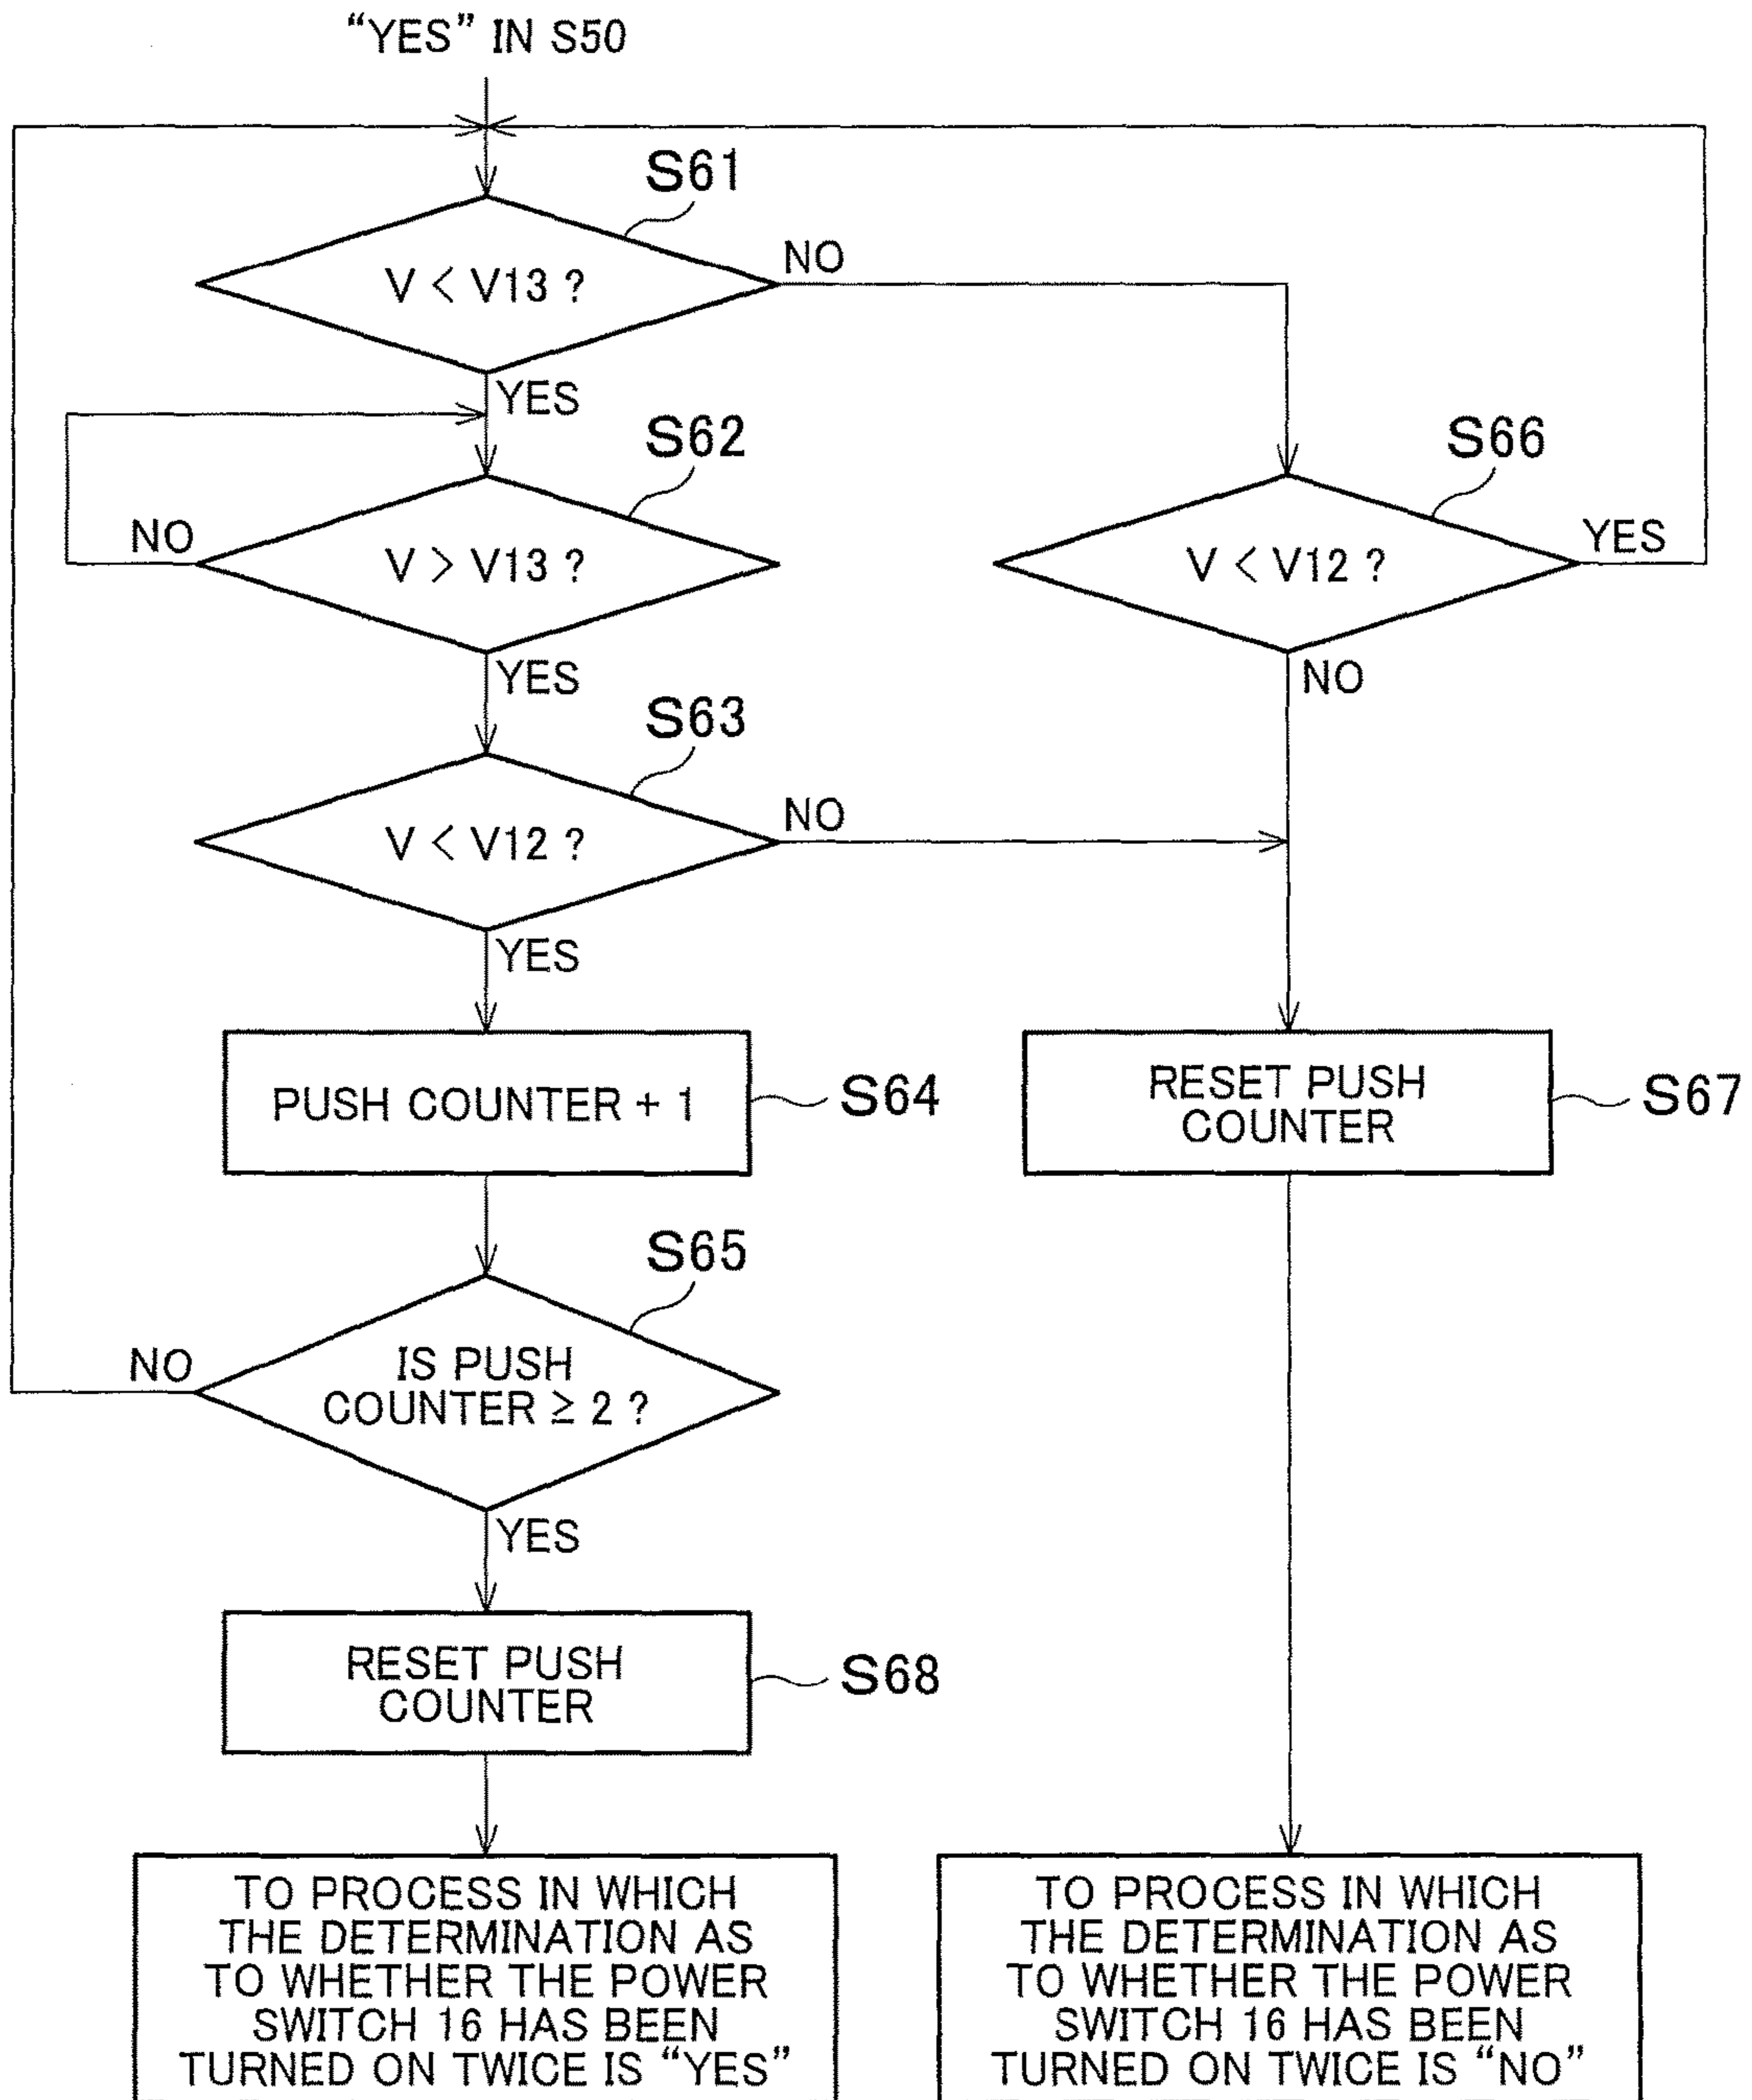 “YES” IN S50
S61
V < V13 ?
NO
YES
S62
S66
NO
V > V13 ?
V < V12 ?
YES
YES
NO
S63
V < V12 ?
NO
YES
PUSH COUNTER + 1
S64
RESET PUSH
COUNTER
S67
S65
NO
IS PUSH
COUNTER ≥ 2 ?
YES
RESET PUSH
COUNTER
S68
TO PROCESS IN WHICH
THE DETERMINATION AS
TO WHETHER THE POWER
SWITCH 16 HAS BEEN
TURNED ON TWICE IS “YES”
TO PROCESS IN WHICH
THE DETERMINATION AS
TO WHETHER THE POWER
SWITCH 16 HAS BEEN
TURNED ON TWICE IS “NO”